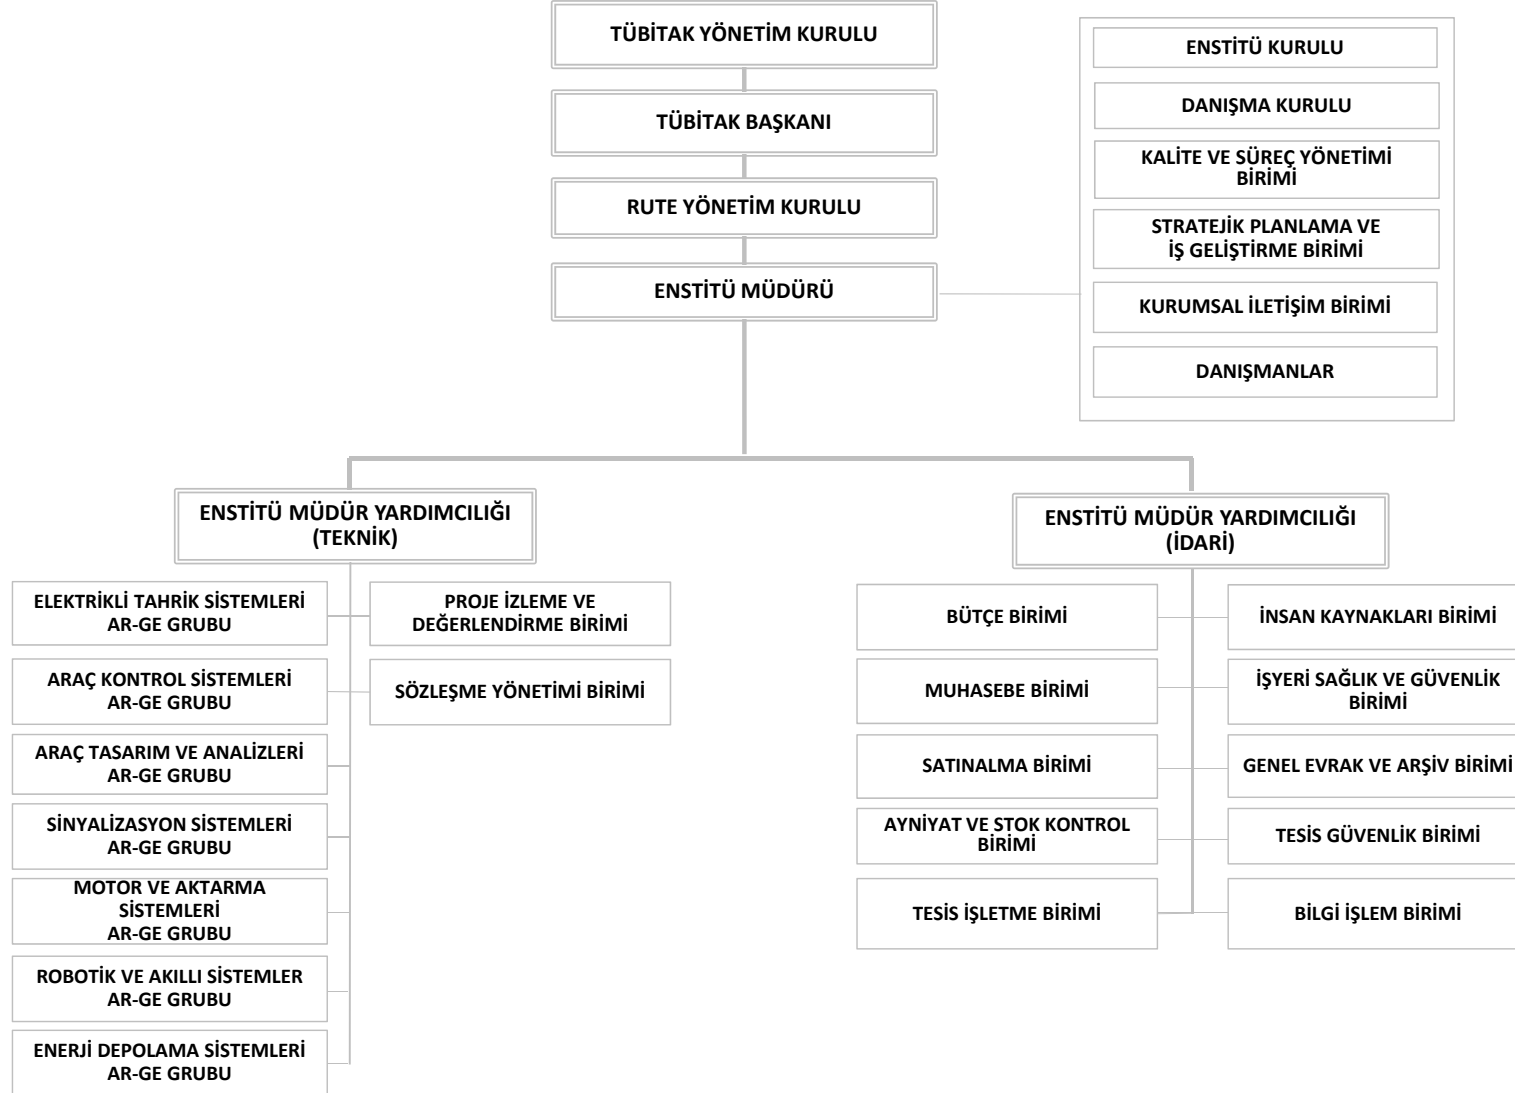 TÜBİTAK YÖNETİM KURULU
TÜBİTAK BAŞKANI
RUTE YÖNETİM KURULU
ENSTİTÜ MÜDÜRÜ
ENSTİTÜ KURULU
DANIŞMA KURULU
KALİTE VE SÜREÇ YÖNETİMİ
BİRİMİ
STRATEJİK PLANLAMA VE
İŞ GELİŞTİRME BİRİMİ
KURUMSAL İLETİŞİM BİRİMİ
DANIŞMANLAR
ENSTİTÜ MÜDÜR YARDIMCILIĞI
(TEKNİK)
ELEKTRİKLİ TAHRİK SİSTEMLERİ
AR-GE GRUBU
ARAÇ KONTROL SİSTEMLERİ
AR-GE GRUBU
ARAÇ TASARIM VE ANALİZLERİ
AR-GE GRUBU
SİNYALİZASYON SİSTEMLERİ
AR-GE GRUBU
MOTOR VE AKTARMA
SİSTEMLERİ
AR-GE GRUBU
ROBOTİK VE AKILLI SİSTEMLER
AR-GE GRUBU
ENERJİ DEPOLAMA SİSTEMLERİ
AR-GE GRUBU
PROJE İZLEME VE
DEĞERLENDİRME BİRİMİ
SÖZLEŞME YÖNETİMİ BİRİMİ
ENSTİTÜ MÜDÜR YARDIMCILIĞI
(İDARİ)
BÜTÇE BİRİMİ
MUHASEBE BİRİMİ
SATINALMA BİRİMİ
AYNİYAT VE STOK KONTROL
BİRİMİ
TESİS İŞLETME BİRİMİ
İNSAN KAYNAKLARI BİRİMİ
İŞYERİ SAĞLIK VE GÜVENLİK
BİRİMİ
GENEL EVRAK VE ARŞİV BİRİMİ
TESİS GÜVENLİK BİRİMİ
BİLGİ İŞLEM BİRİMİ